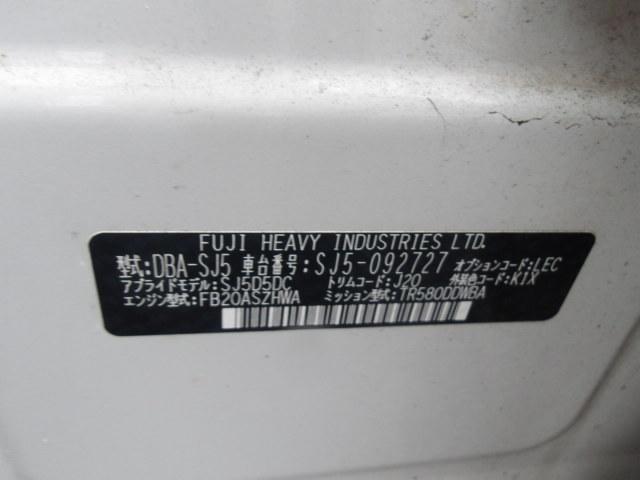 FUJI HEAVY INDUSTRIES LTD.
型式:DBA-SJ5 車台番号:SJ5-092727 オプションコード:LEC
アプライドモデル:SJ5D5DC トリムコード:J20 外装色コード:K1X
エンジン型式:FB20ASZHWA ミッション型式:TR580DDWBA